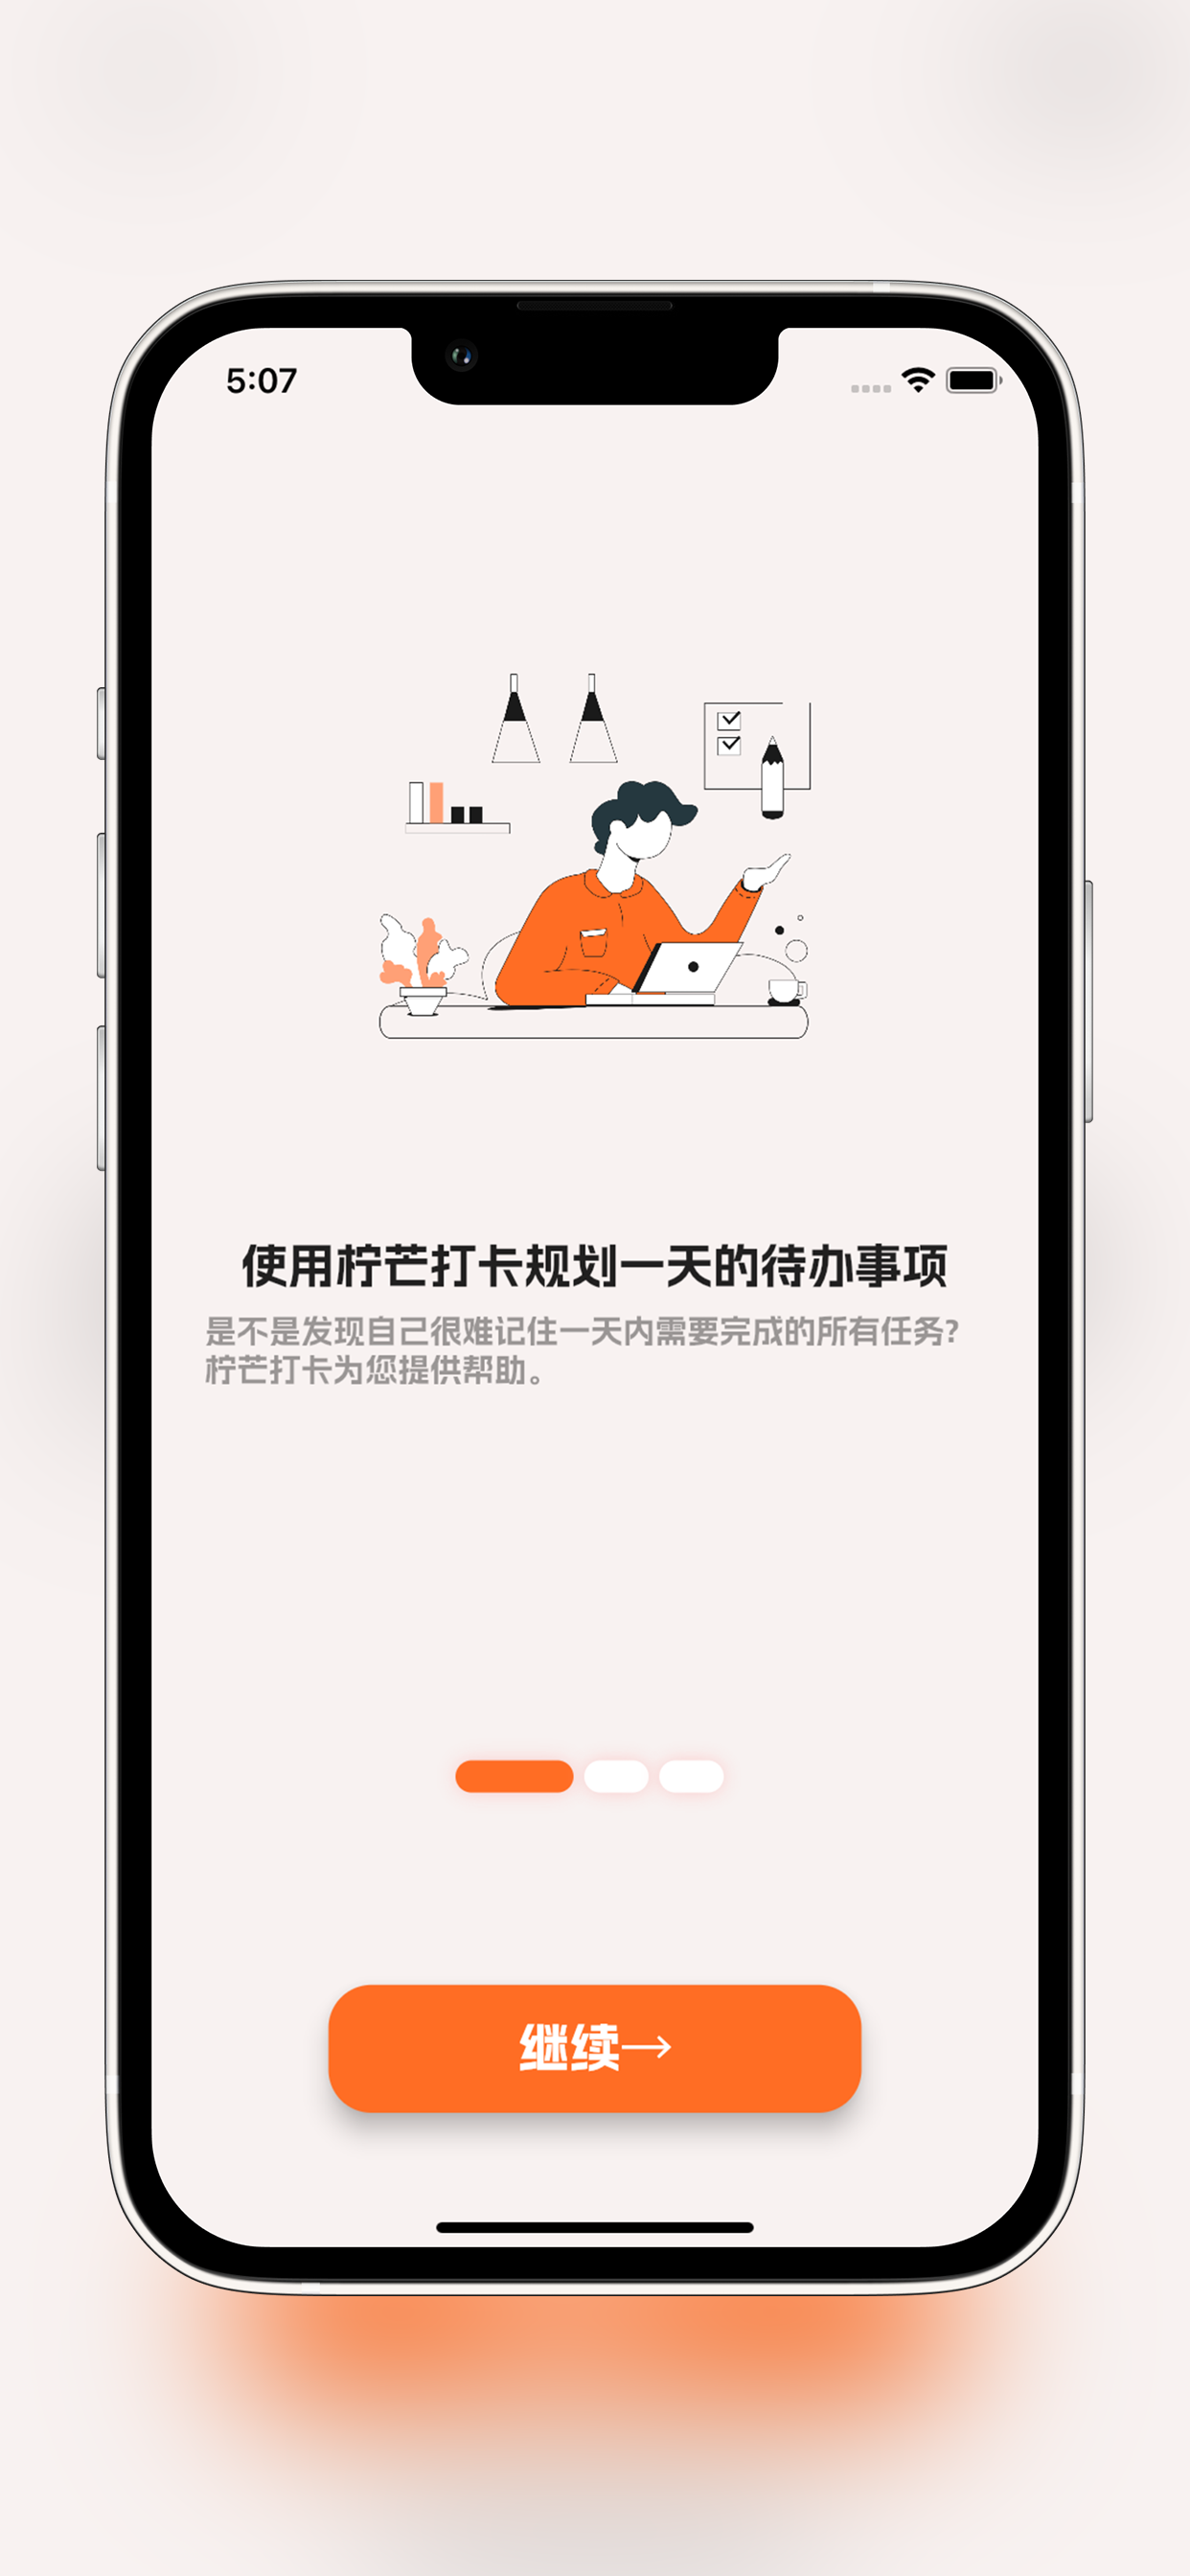 5:07
使用柠芒打卡规划一天的待办事项
是不是发现自己很难记住一天内需要完成的所有任务?
柠芒打卡为您提供帮助。
继续→